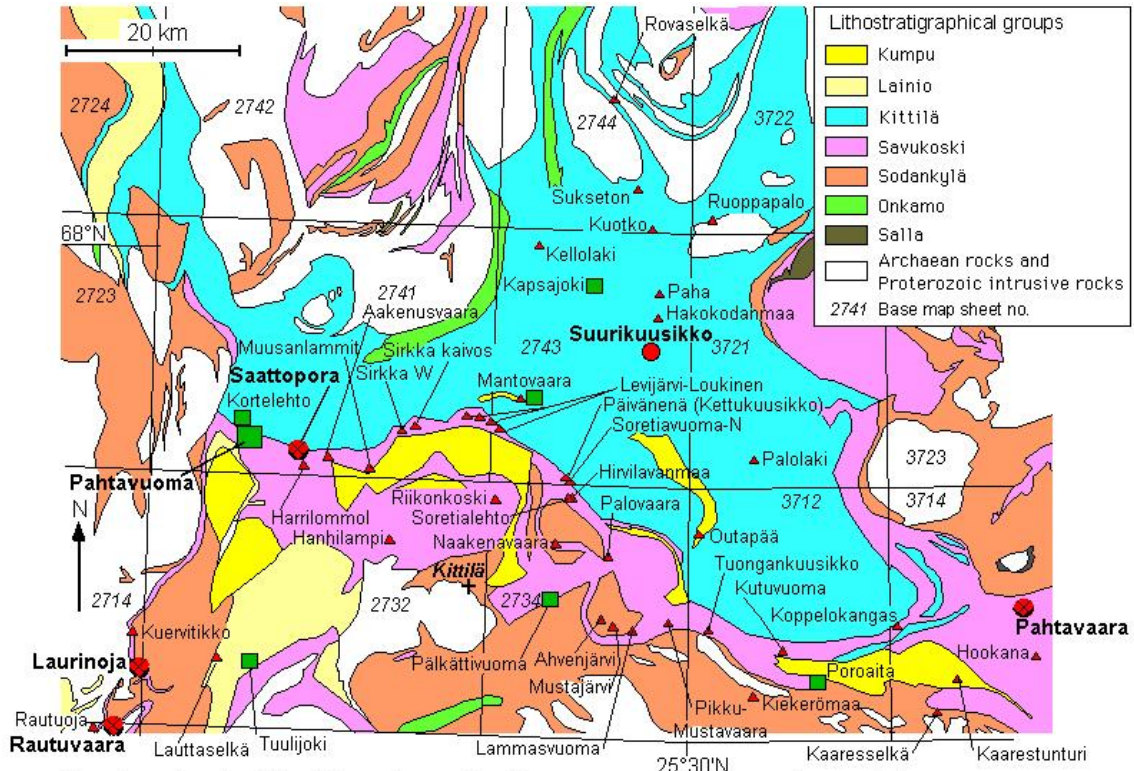 20 km
Rovaselkä
Lithostratigraphical groups
Kumpu
Lainio
Kittilä
Savukoski
Sodankylä
Onkamo
Salla
Archaean rocks and
Proterozoic intrusive rocks
2741 Base map sheet no.
2724
2742
2744
3722
Sukseton
Ruoppapalo
Kuotko
68°N
Kellolaki
2723
Kapsajoki
2741
Paha
Aakenusvaara
Hakokodanmaa
Suurikuusikko
Muusanlammit
Sirkka kaivos
2743
3721
Saattopora
Sirkka W
Mantovaara
Levijärvi-Loukinen
Kortelehto
Päivänenä (Kettukuusikko)
Soretiavuoma-N
Palolaki
3723
Hirvilavanmaa
Pahtavuoma
3714
Riikonkoski
Palovaara
3712
N
Harrilommol
Soretialehto
Hanhilampi
Naakenavaara
Outapää
Tuongankuusikko
Kittilä
Kutuvuoma
2714
2732
2734
Koppelokangas
Kuervitikko
Pahtavaara
Laurinoja
Pälkättivuoma
Ahvenjärvi
Hookana
Mustajärvi
Poroaita
Rautuoja
Pikku-
Mustavaara
Kiekerömaa
Rautuvaara
Lauttaselkä
Tuulijoki
Lammasvuoma
Kaaresselkä
Kaarestunturi
25°30'N